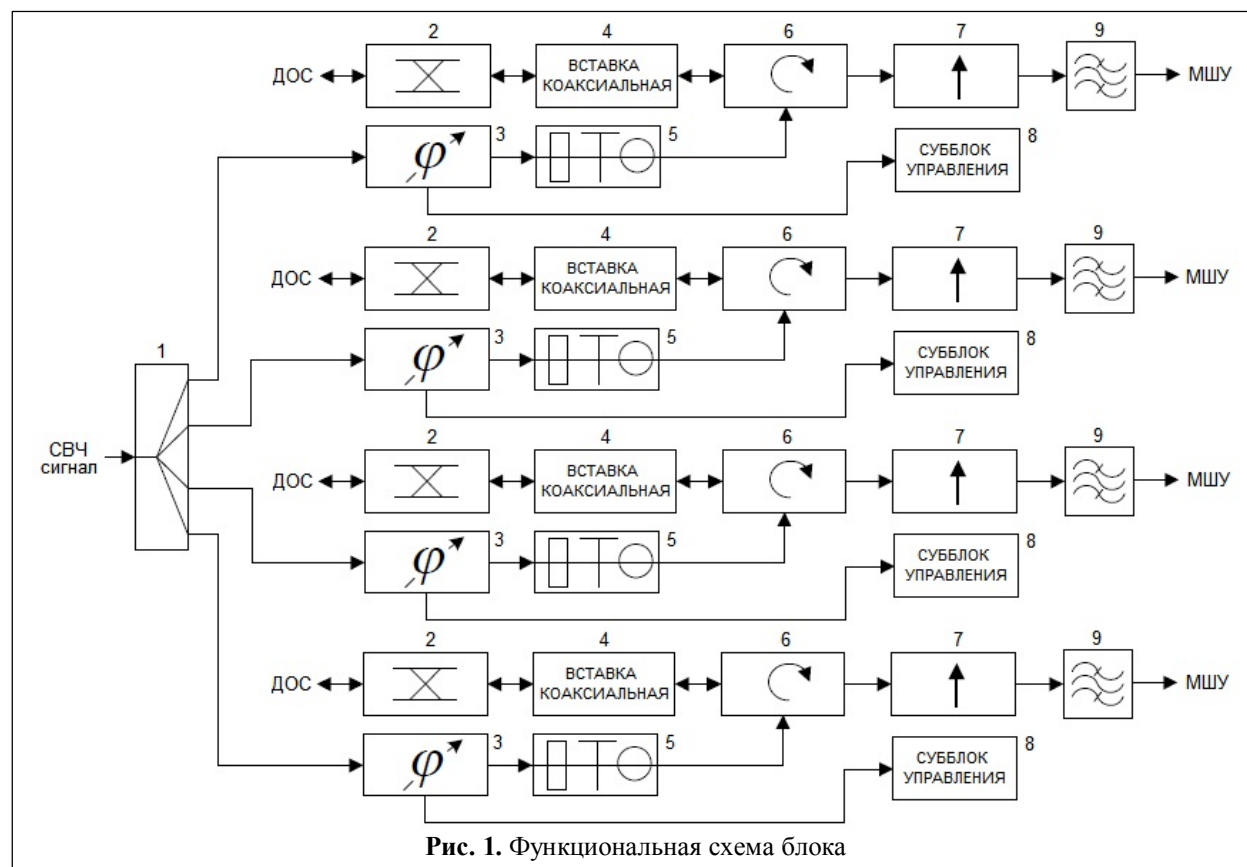 2 4 6 7 9
ДОС ВСТАВКА КОАКСИАЛЬНАЯ МШУ
3 5 8
φ СУББЛОК УПРАВЛЕНИЯ
2 4 6 7 9
ДОС ВСТАВКА КОАКСИАЛЬНАЯ МШУ
3 5 8
φ СУББЛОК УПРАВЛЕНИЯ
1
СВЧ
сигнал
2 4 6 7 9
ДОС ВСТАВКА КОАКСИАЛЬНАЯ МШУ
3 5 8
φ СУББЛОК УПРАВЛЕНИЯ
2 4 6 7 9
ДОС ВСТАВКА КОАКСИАЛЬНАЯ МШУ
3 5 8
φ СУББЛОК УПРАВЛЕНИЯ
Рис. 1. Функциональная схема блока